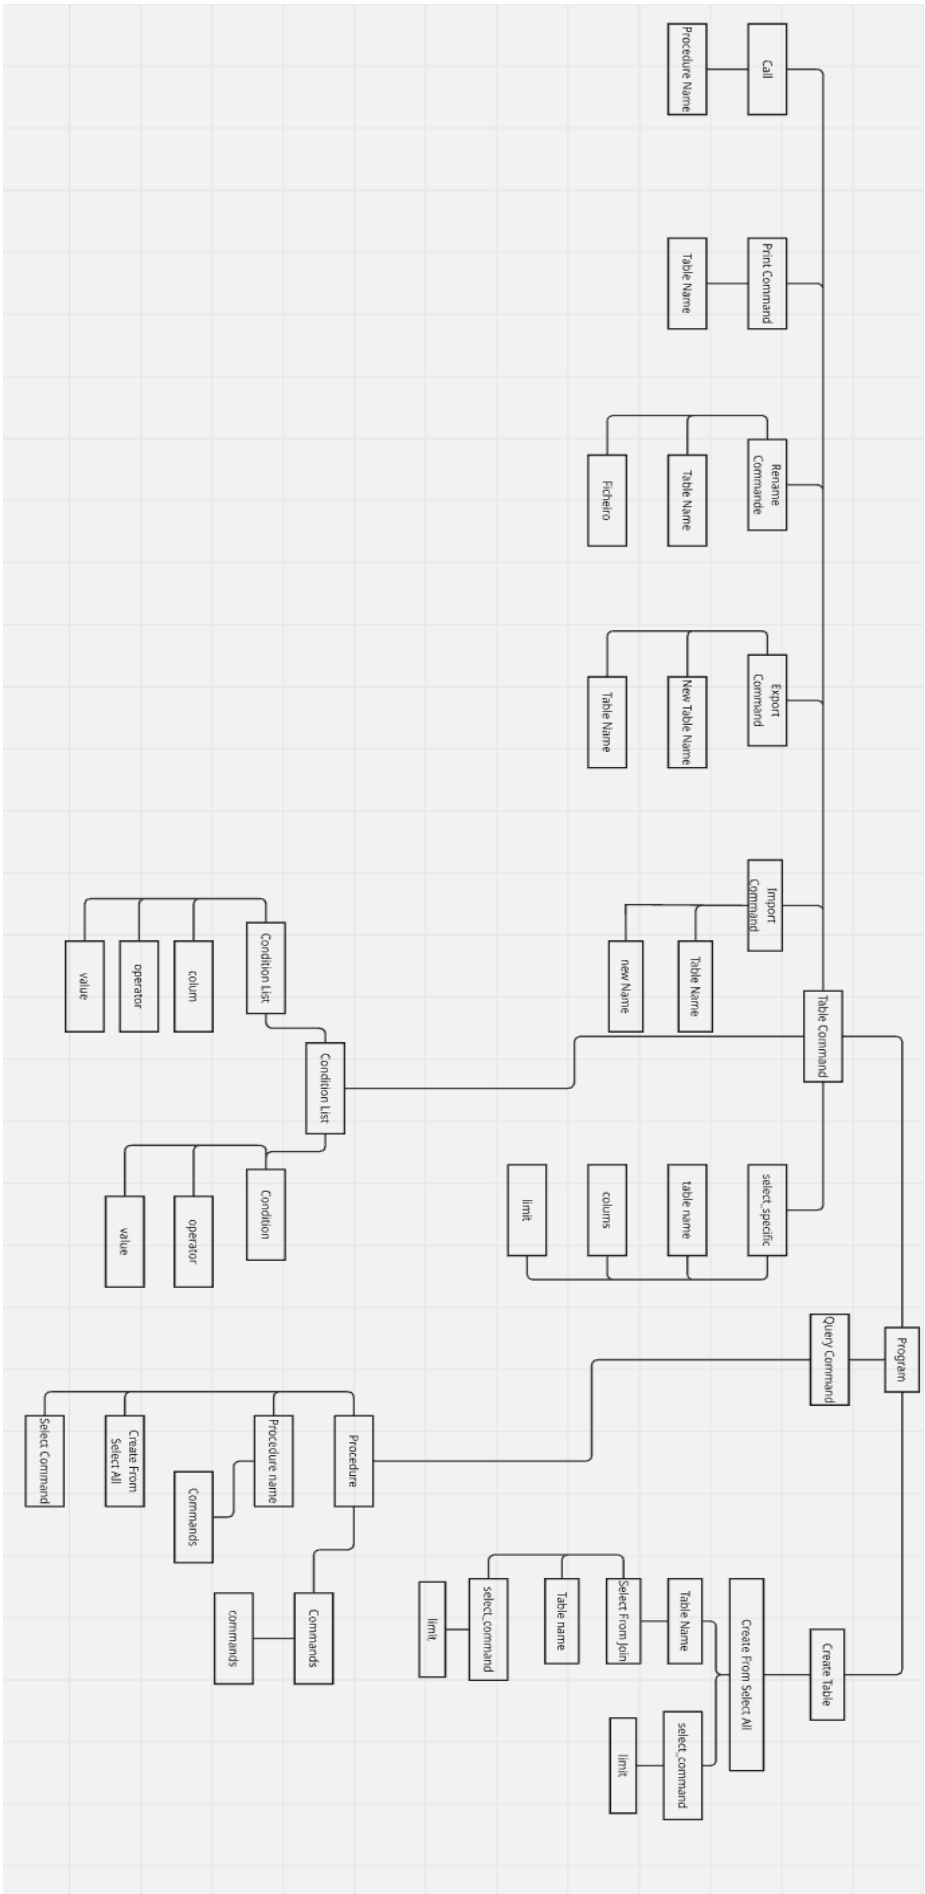 Program
Table Command
Query Command
Create Table
Call
Procedure Name
Print Command
Table Name
Rename
Commande
Table Name
Ficheiro
Export
Command
New Table Name
Table Name
Import
Command
Table Name
new Name
select_specific
table name
colums
limit
Condition List
Condition List
colum
operator
value
Condition
operator
value
Procedure
Procedure name
Commands
Create From
Select All
Select Command
Commands
commands
Create From Select All
Table Name
Select From Join
Table name
select_command
limit
select_command
limit